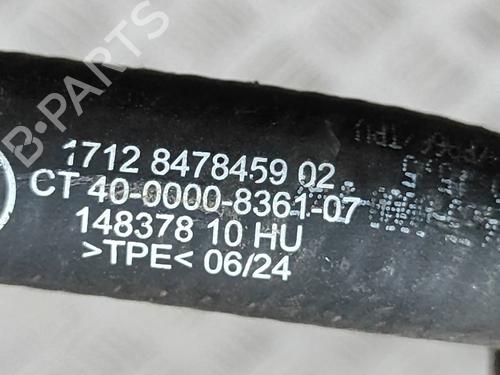 B-PARTS
1712 8478459 02
CT 40-0000-8361-07
148378 10 HU
>TPE< 06/24